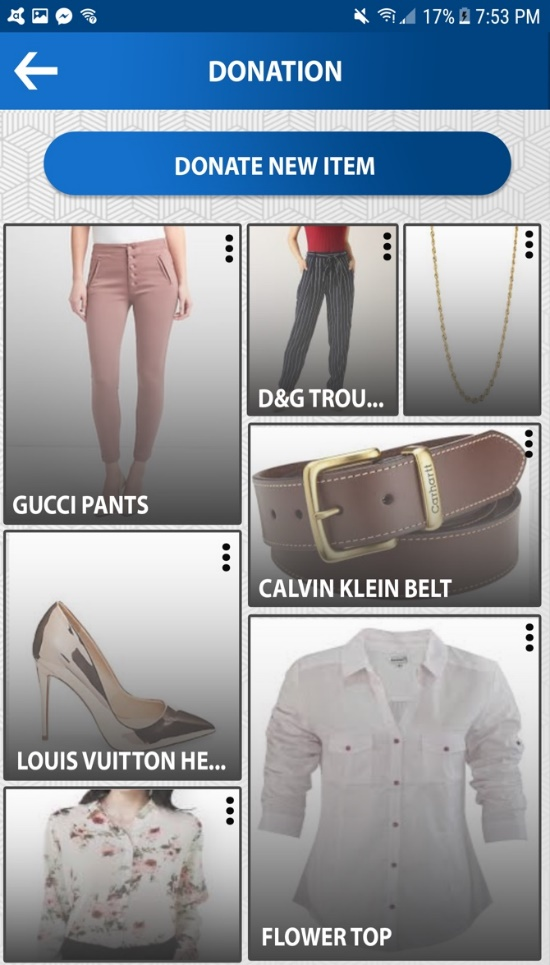 17% 7:53 PM
DONATION
DONATE NEW ITEM
GUCCI PANTS
D&G TROU...
Carhartt
CALVIN KLEIN BELT
LOUIS VUITTON HE...
FLOWER TOP